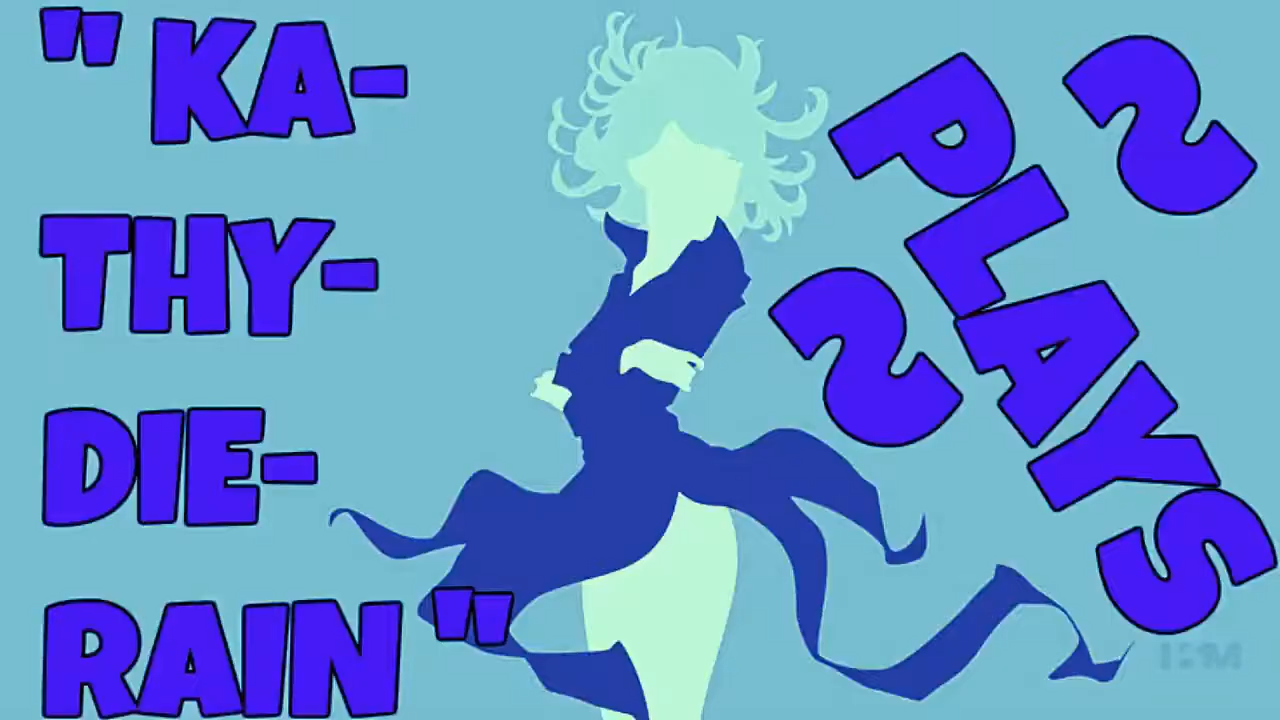 "KA-
THY-
DIE-
RAIN"
PLAYS